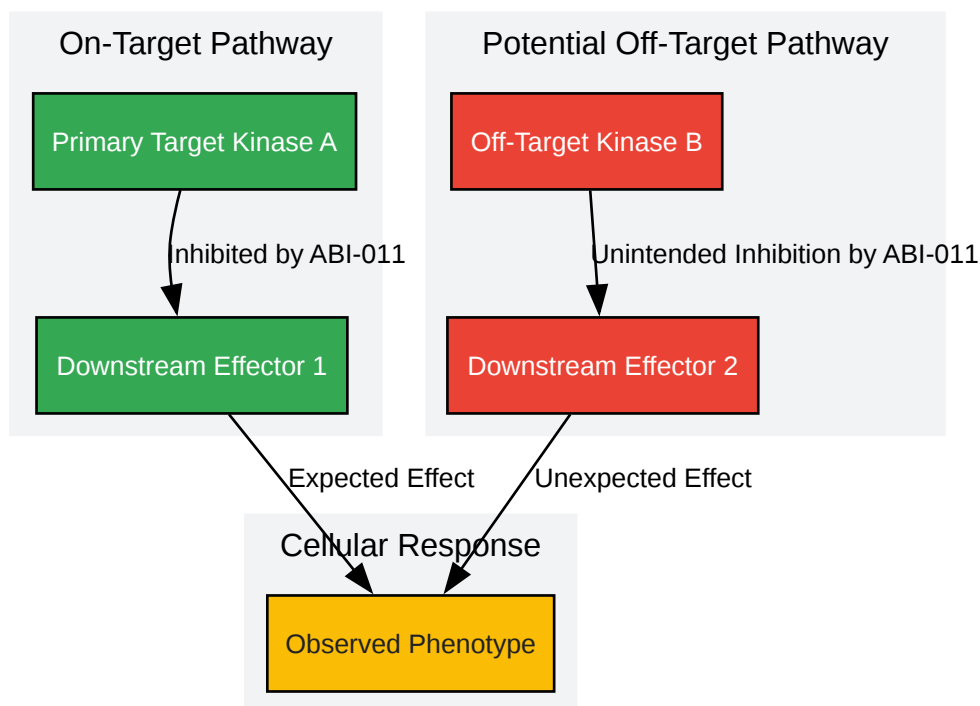 On-Target Pathway
Potential Off-Target Pathway
Primary Target Kinase A
Off-Target Kinase B
Inhibited by ABI-011
Unintended Inhibition by ABI-011
Downstream Effector 1
Downstream Effector 2
Expected Effect
Unexpected Effect
Cellular Response
Observed Phenotype